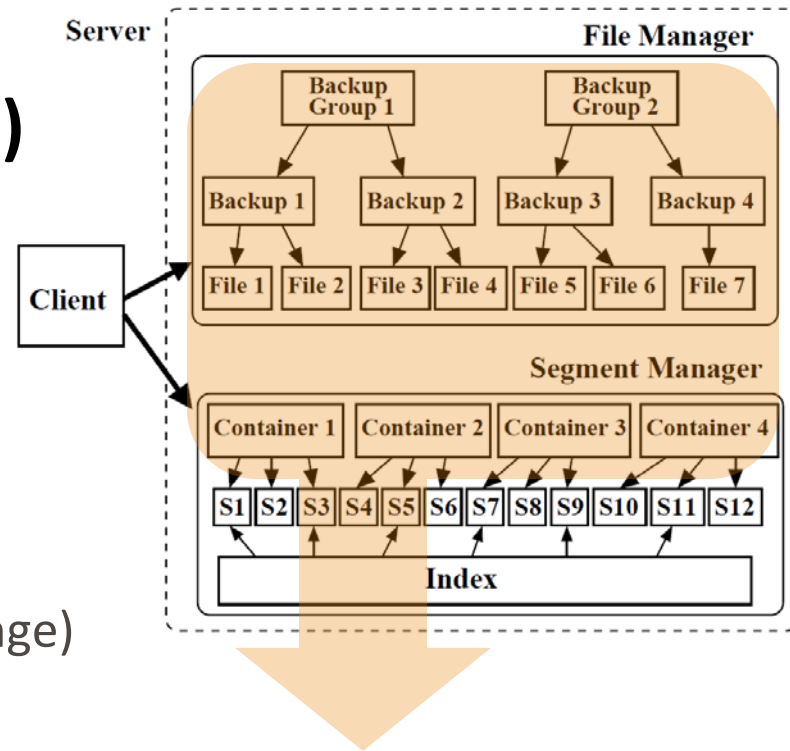 Server
File Manager
)
Backup
Group 1
Backup
Group 2
Backup 1
Backup 2
Backup 3
Backup 4
Client
File 1
File 2
File 3
File 4
File 5
File 6
File 7
Segment Manager
Container 1
Container 2
Container 3
Container 4
S1
S2
S3
S4
S5
S6
S7
S8
S9
S10
S11
S12
Index